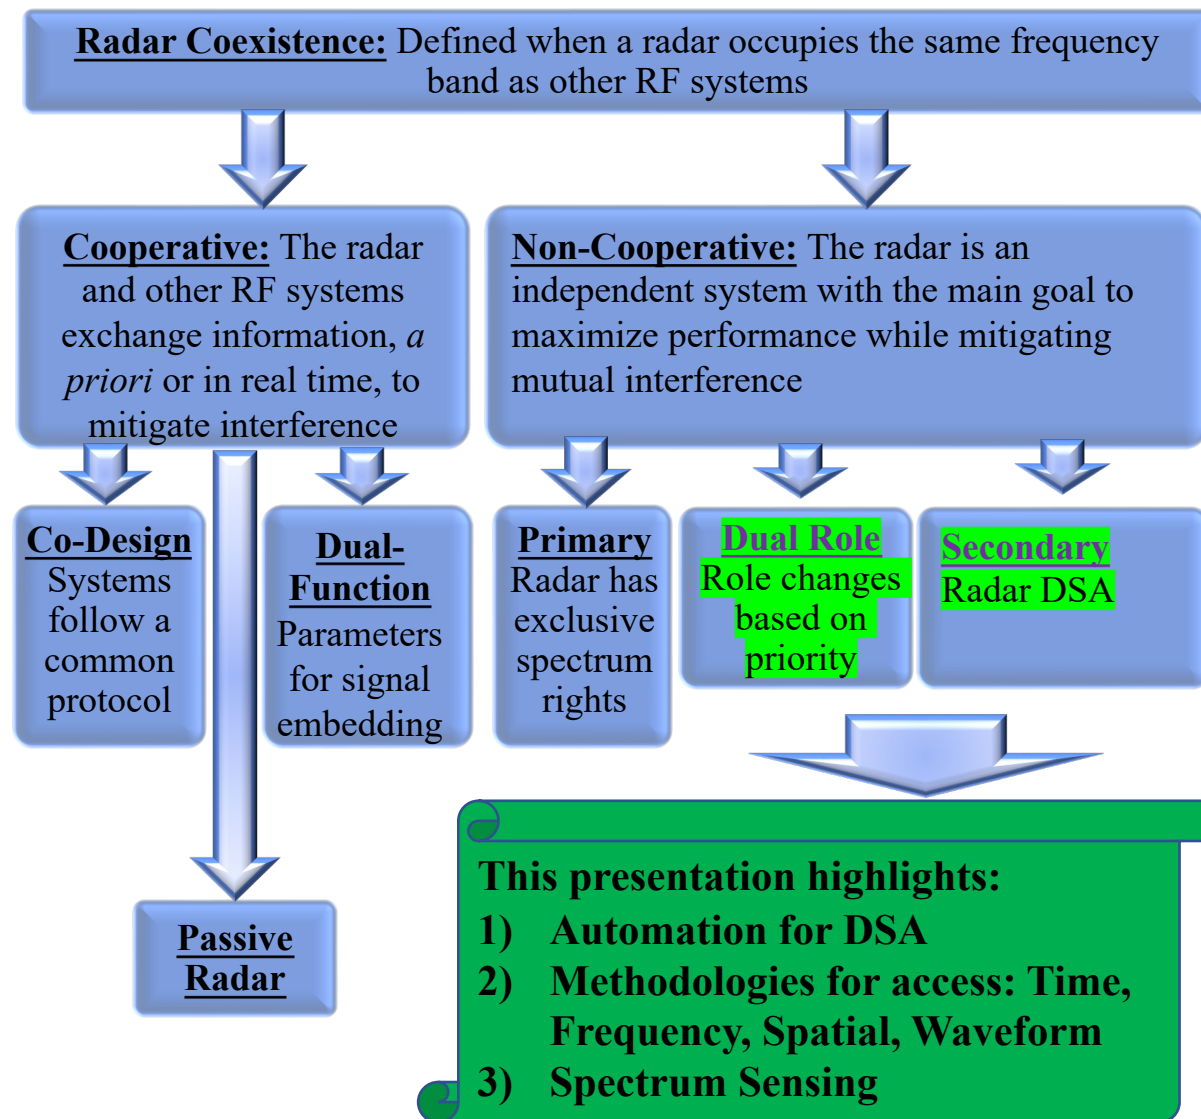 Radar Coexistence: Defined when a radar occupies the same frequency
band as other RF systems
Cooperative: The radar
and other RF systems
exchange information, a
priori or in real time, to
mitigate interference
Non-Cooperative: The radar is an
independent system with the main goal to
maximize performance while mitigating
mutual interference
Co-Design
Systems
follow a
common
protocol
Dual-
Function
Parameters
for signal
embedding
Primary
Radar has
exclusive
spectrum
rights
Dual Role
Role changes
based on
priority
Secondary
Radar DSA
Passive
Radar
This presentation highlights:
1) Automation for DSA
2) Methodologies for access: Time,
Frequency, Spatial, Waveform
3) Spectrum Sensing